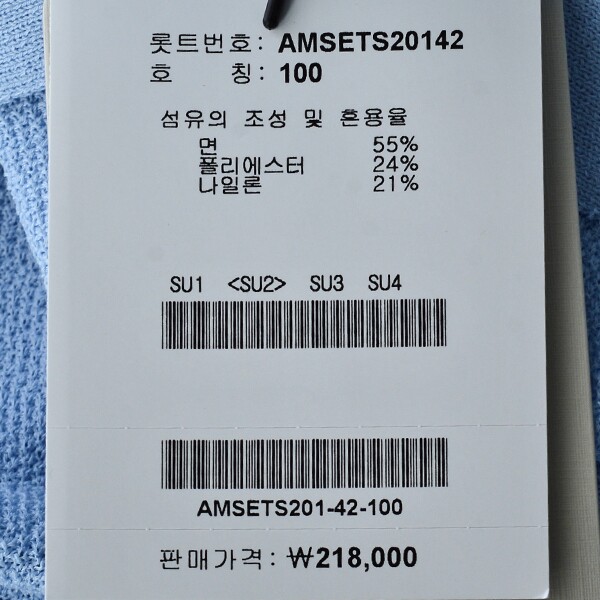 롯트번호: AMSETS20142
호 칭: 100
섬유의 조성 및 혼용율
면 55%
폴리에스터 24%
나일론 21%
SU1 <SU2> SU3 SU4
AMSETS201-42-100
판매가격: ₩218,000